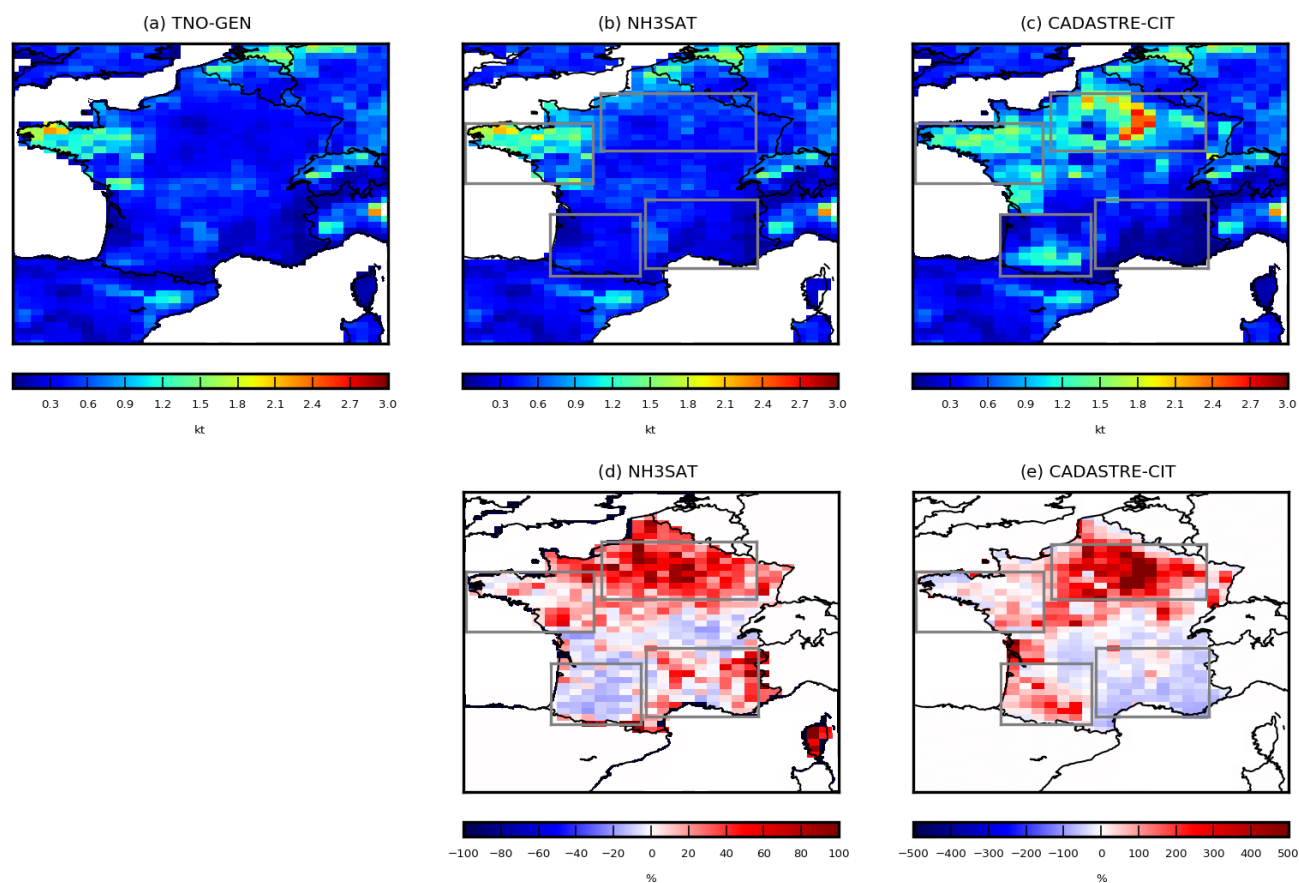 (a) TNO-GEN
(b) NH3SAT
(c) CADASTRE-CIT
0.3 0.6 0.9 1.2 1.5 1.8 2.1 2.4 2.7 3.0
kt
0.3 0.6 0.9 1.2 1.5 1.8 2.1 2.4 2.7 3.0
kt
0.3 0.6 0.9 1.2 1.5 1.8 2.1 2.4 2.7 3.0
kt
(d) NH3SAT
(e) CADASTRE-CIT
−100 −80 −60 −40 −20 0 20 40 60 80 100
%
−500 −400 −300 −200 −100 0 100 200 300 400 500
%